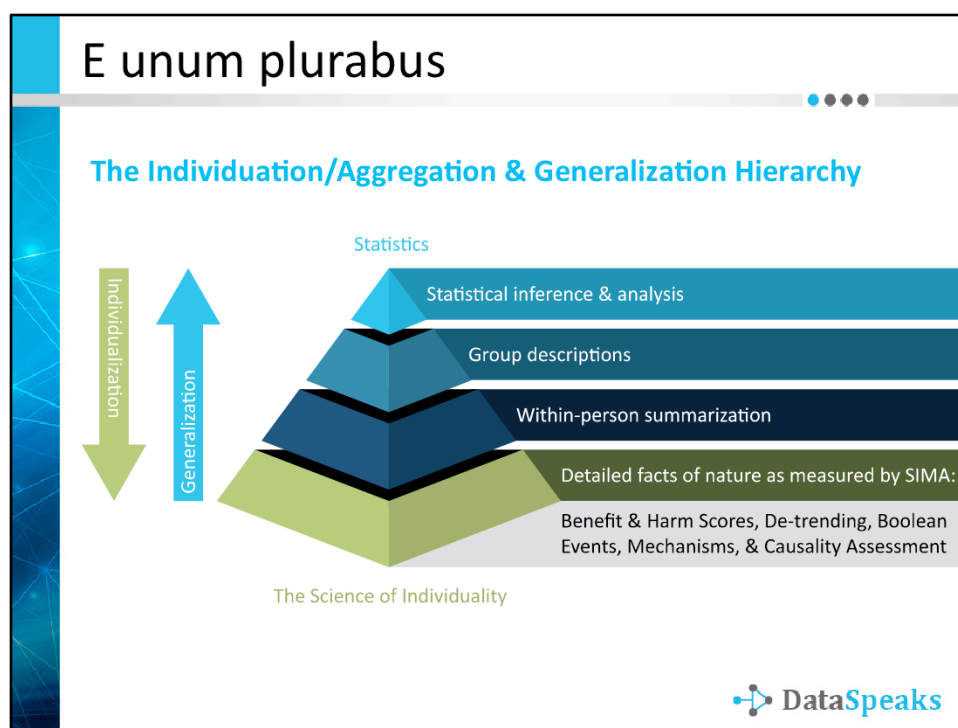 E unum plurabus
The Individuation/Aggregation & Generalization Hierarchy
Statistics
Individualization
Generalization
Statistical inference & analysis
Group descriptions
Within-person summarization
Detailed facts of nature as measured by SIMA:
Benefit & Harm Scores, De-trending, Boolean
Events, Mechanisms, & Causality Assessment
The Science of Individuality
DataSpeaks